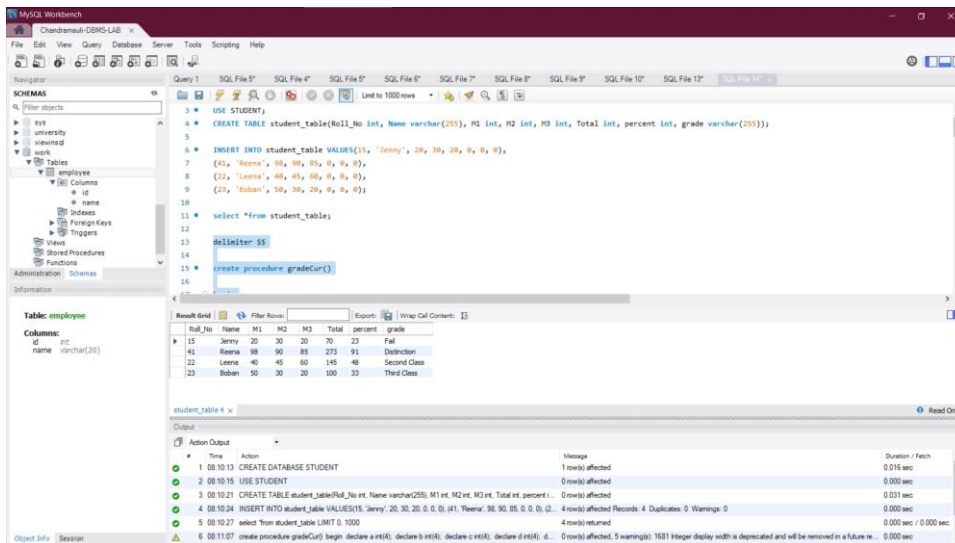 MySQL Workbench
Chandramauli-DBMS-LAB
File Edit View Query Database Server Tools Scripting Help
Navigator
SCHEMAS
Filter objects
sys
university
viewinsql
work
Tables
employee
Columns
id
name
Indexes
Foreign Keys
Triggers
Views
Stored Procedures
Functions
Administration Schemas
Information
Table: employee
Columns:
id int
name varchar(20)
Object Info Session
Query 1 SQL File 5* SQL File 4* SQL File 5* SQL File 6* SQL File 7* SQL File 8* SQL File 9* SQL File 10* SQL File 13*
Limit to 1000 rows
3 USE STUDENT;
4 CREATE TABLE student_table(Roll_No int, Name varchar(255), M1 int, M2 int, M3 int, Total int, percent int, grade varchar(255));
5
6 INSERT INTO student_table VALUES(15, 'Jenny', 20, 30, 20, 0, 0, 0),
7 (41, 'Reena', 98, 90, 85, 0, 0, 0),
8 (22, 'Leena', 40, 45, 60, 0, 0, 0),
9 (23, 'Boban', 50, 30, 20, 0, 0, 0);
10
11 select *from student_table;
12
13 delimiter $$
14
15 create procedure gradeCur()
16
Result Grid Filter Rows: Export: Wrap Cell Content:
Roll_No Name M1 M2 M3 Total percent grade
15 Jenny 20 30 20 70 23 Fail
41 Reena 98 90 85 273 91 Distinction
22 Leena 40 45 60 145 48 Second Class
23 Boban 50 30 20 100 33 Third Class
student_table 4
Read On
Output
Action Output
# Time Action Message Duration / Fetch
1 08:10:13 CREATE DATABASE STUDENT 1 row(s) affected 0.016 sec
2 08:10:15 USE STUDENT 0 row(s) affected 0.000 sec
3 08:10:21 CREATE TABLE student_table(Roll_No int, Name varchar(255), M1 int, M2 int, M3 int, Total int, percent i... 0 row(s) affected 0.031 sec
4 08:10:24 INSERT INTO student_table VALUES(15, 'Jenny', 20, 30, 20, 0, 0, 0), (41, 'Reena', 98, 90, 85, 0, 0, 0), (2... 4 row(s) affected Records: 4 Duplicates: 0 Warnings: 0 0.000 sec
5 08:10:27 select *from student_table LIMIT 0, 1000 4 row(s) returned 0.000 sec / 0.000 sec
6 08:11:07 create procedure gradeCur() begin declare a int(4); declare b int(4); declare c int(4); declare d int(4); d... 0 row(s) affected, 5 warning(s): 1681 Integer display width is deprecated and will be removed in a future re... 0.000 sec